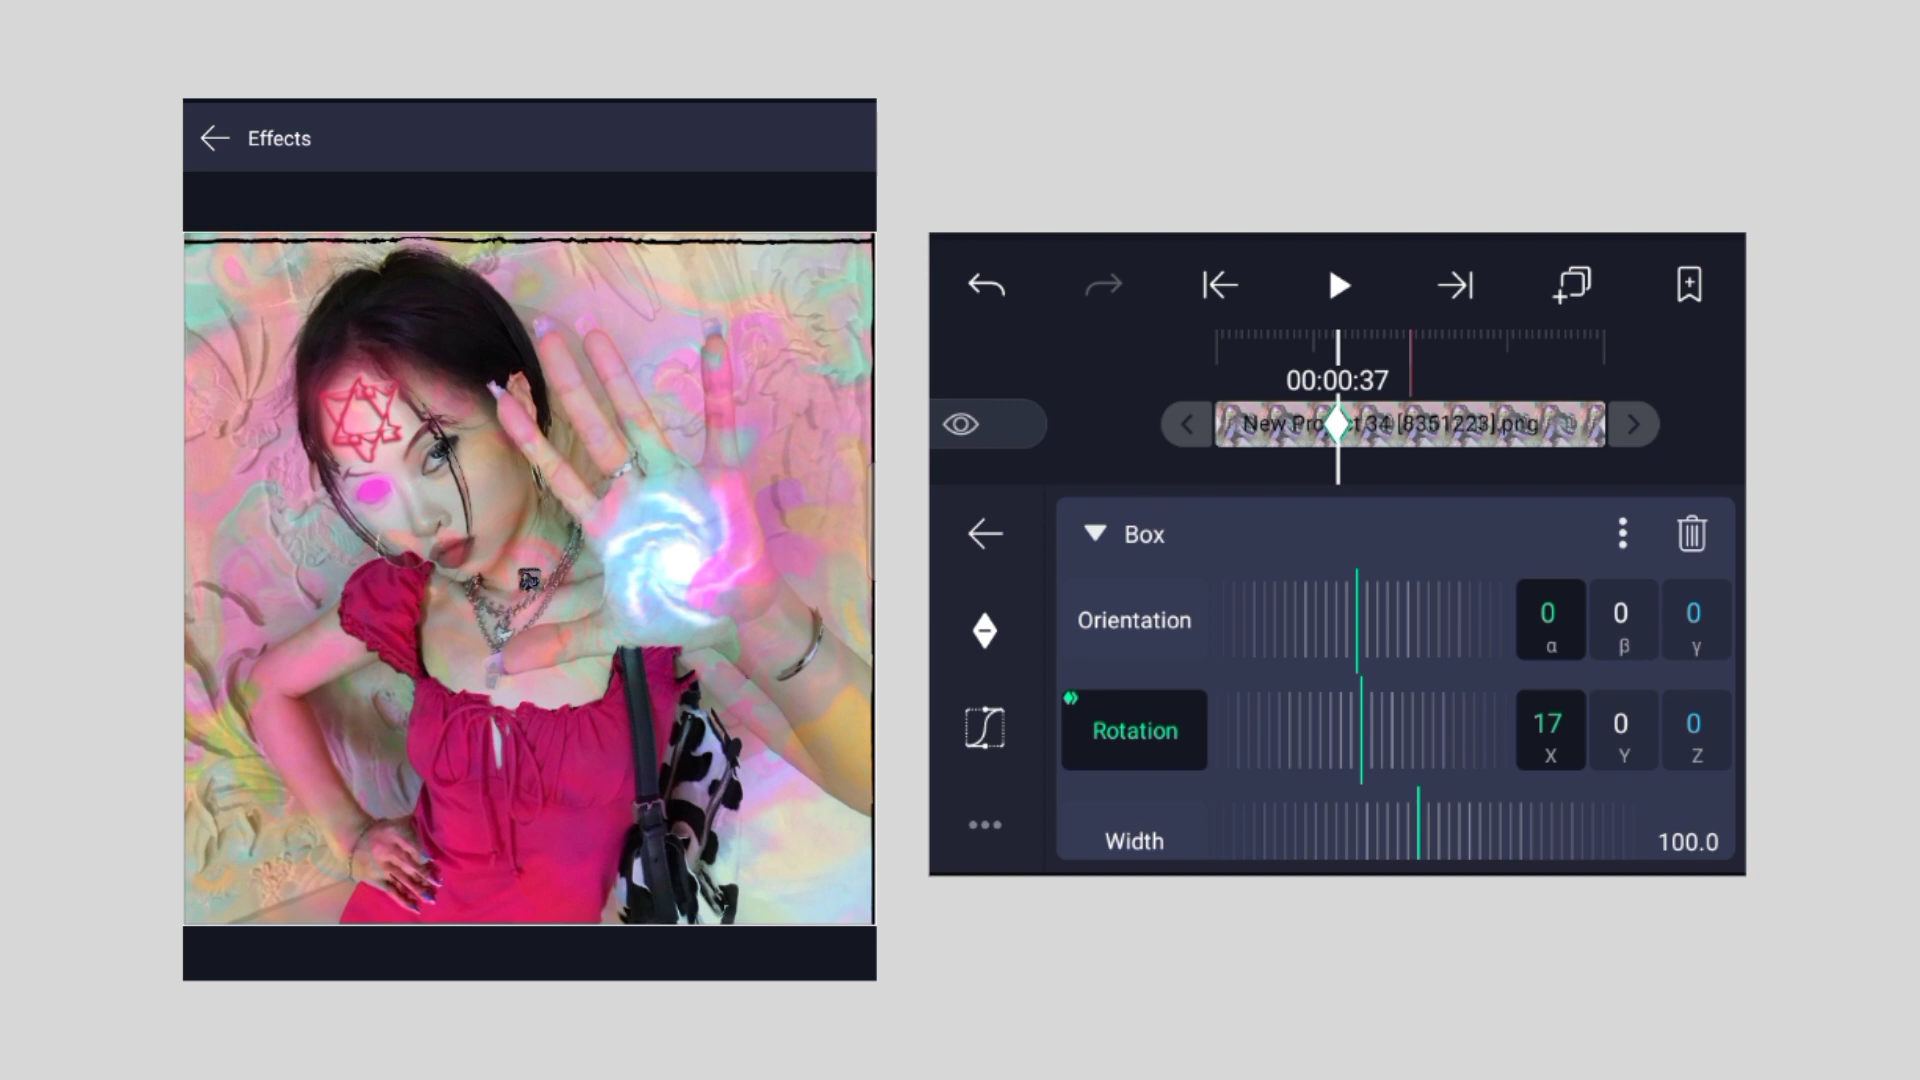 Effects
00:00:37
New Project 34 [8351223].png
Box
Orientation
0 0 0
α β γ
Rotation
17 0 0
X Y Z
Width
100.0